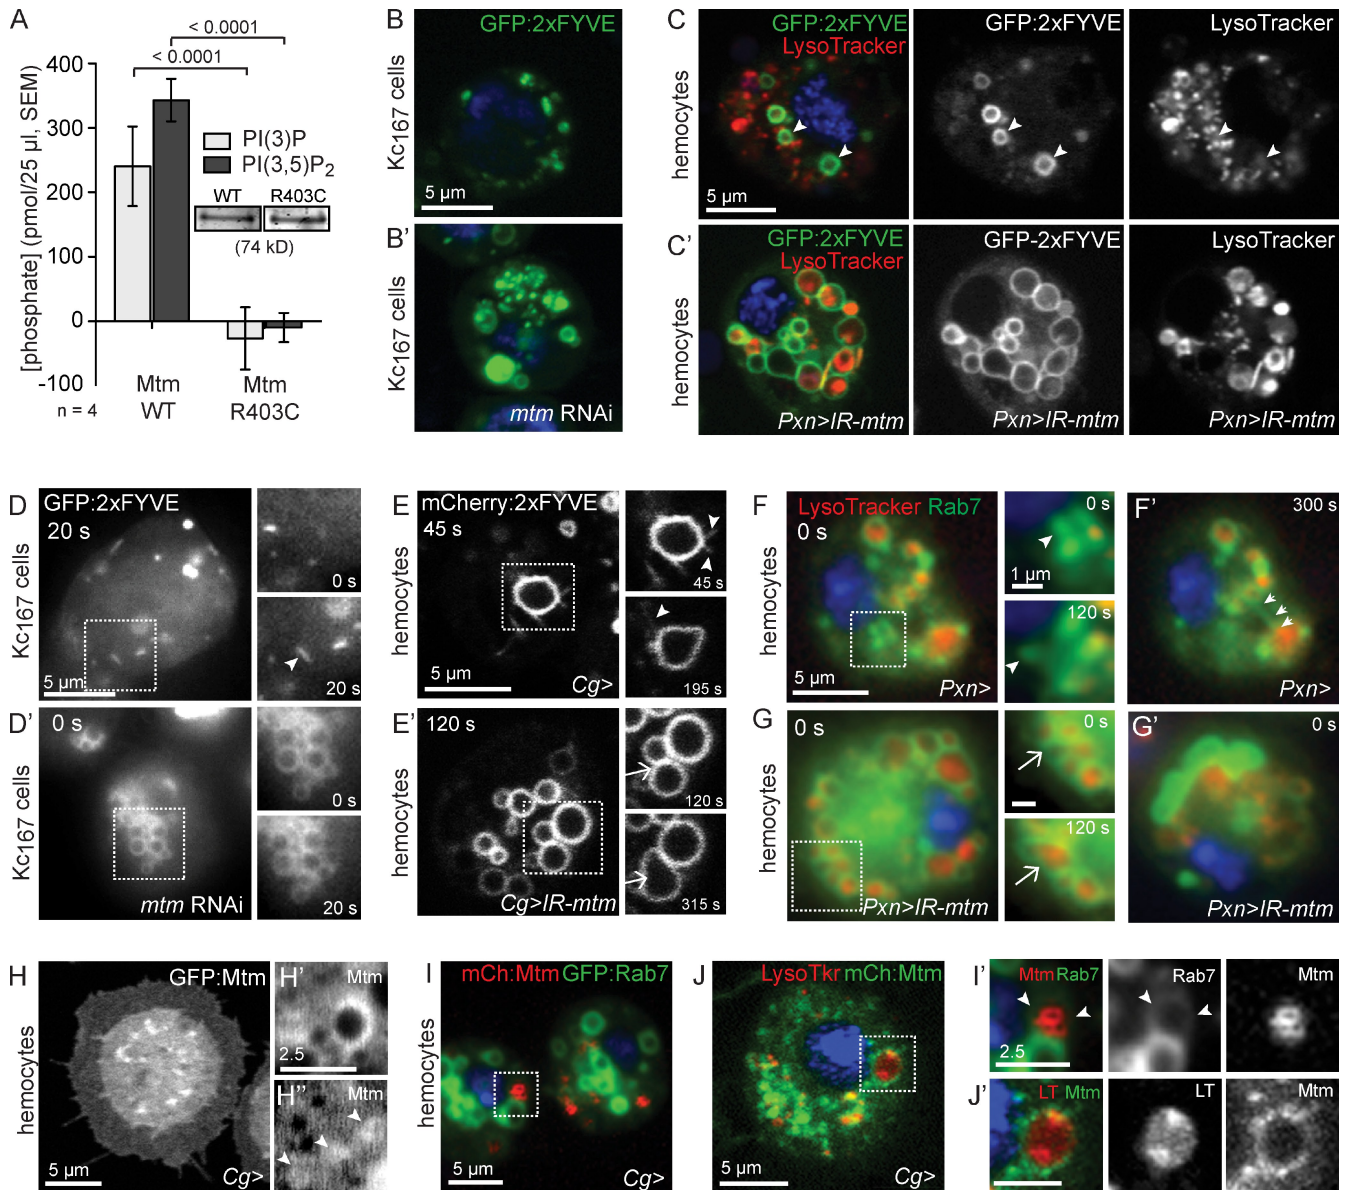 A
< 0.0001
< 0.0001
[phosphate] (pmol/25 µl, SEM)
400
300
200
100
0
-100
PI(3)P
PI(3,5)P2
WT R403C
(74 kD)
Mtm WT
Mtm R403C
n = 4
B
GFP:2xFYVE
Kc167 cells
5 µm
B'
Kc167 cells
mtm RNAi
C
GFP:2xFYVE
LysoTracker
GFP:2xFYVE
LysoTracker
hemocytes
5 µm
C'
GFP:2xFYVE
LysoTracker
GFP-2xFYVE
LysoTracker
hemocytes
Pxn>IR-mtm
Pxn>IR-mtm
Pxn>IR-mtm
D
GFP:2xFYVE
20 s
Kc167 cells
5 µm
0 s
20 s
D'
0 s
Kc167 cells
mtm RNAi
0 s
20 s
E
mCherry:2xFYVE
45 s
hemocytes
5 µm
Cg>
45 s
195 s
E'
120 s
hemocytes
Cg>IR-mtm
120 s
315 s
F
LysoTracker Rab7
0 s
hemocytes
5 µm
Pxn>
0 s
1 µm
120 s
F'
300 s
Pxn>
G
0 s
hemocytes
Pxn>IR-mtm
0 s
120 s
G'
0 s
Pxn>IR-mtm
H
GFP:Mtm
hemocytes
5 µm
Cg>
H'
Mtm
2.5
H"
Mtm
I
mCh:Mtm GFP:Rab7
hemocytes
5 µm
Cg>
J
LysoTkr mCh:Mtm
5 µm
Cg>
I'
Mtm Rab7
2.5
Rab7
Mtm
J'
LT Mtm
LT
Mtm